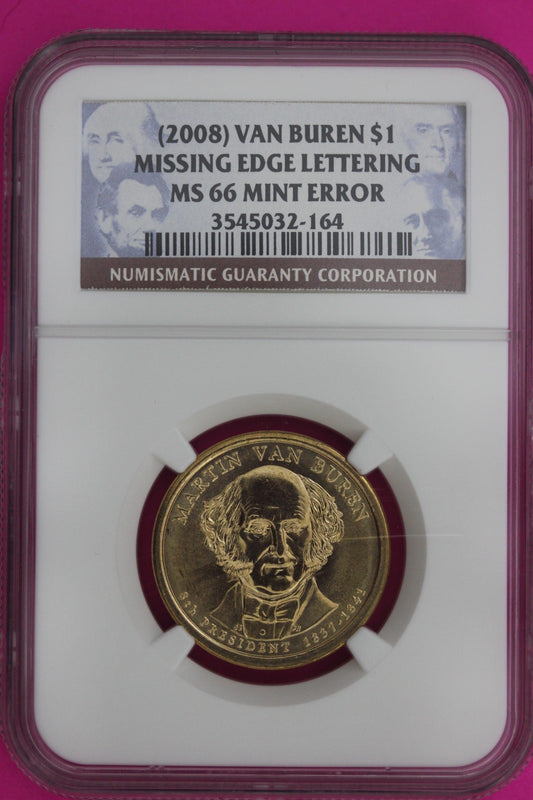 (2008) VAN BUREN $1
MISSING EDGE LETTERING
MS 66 MINT ERROR
3545032-164
NUMISMATIC GUARANTY CORPORATION
MARTIN VAN BUREN
8th PRESIDENT 1837-1841